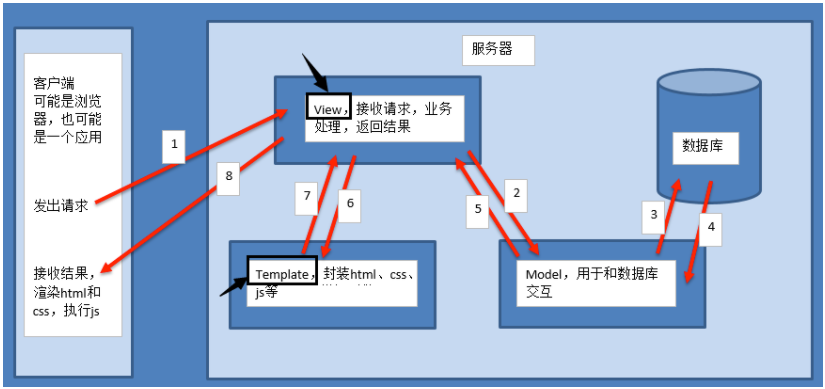 服务器
客户端
可能是浏览
器，也可能
是一个应用
发出请求
接收结果，
渲染html和
css，执行js
View，接收请求，业务
处理，返回结果
数据库
1
8
7
6
5
2
3
4
Template，封装html、css、
js等
Model，用于和数据库
交互